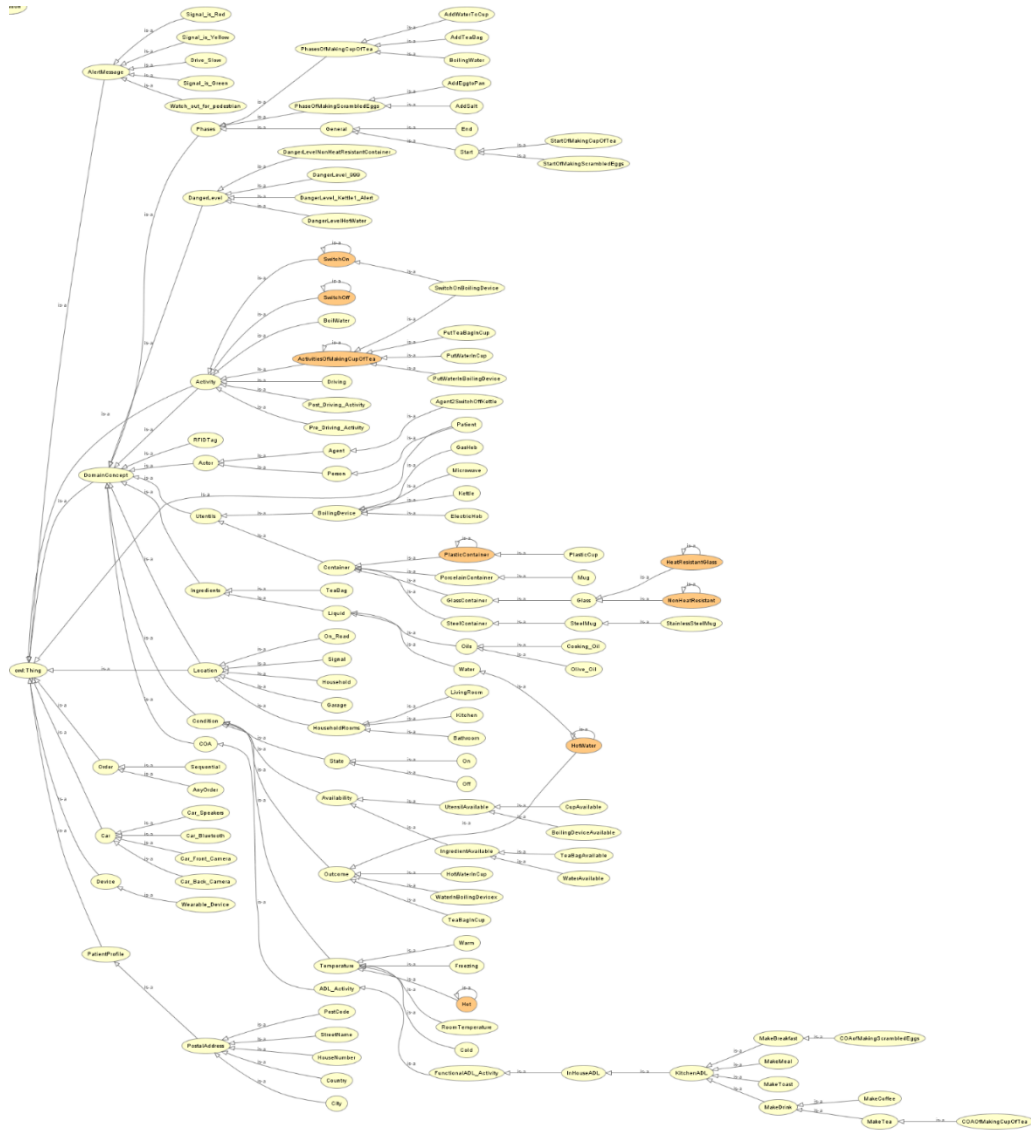 Signal_is_Red
Signal_is_Yellow
Drive_Slow
Signal_is_Green
Watch_out_for_pedestrian
AlertMessage
AddWaterToCup
AddTeaBag
BoilingWater
PhasesOfMakingCupOfTea
AddEggtoPan
PhaseOfMakingScrambledEggs
AddSalt
Phases
General
End
Start
StartOfMakingCupOfTea
StartOfMakingScrambledEggs
DangerLevelNonHeatResistantContainer
DangerLevel_999
DangerLevel
DangerLevel_Kettle1_Alert
DangerLevelHotWater
SwitchOn
SwitchOff
SwitchOnBoilingDevice
BoilWater
PutTeaBagInCup
ActivitiesOfMakingCupOfTea
PutWaterInCup
PutWaterInBoilingDevice
Activity
Driving
Post_Driving_Activity
Pre_Driving_Activity
Agent2SwitchOffKettle
RFIDTag
Patient
Agent
Actor
Person
GasHob
DomainConcept
Microwave
Kettle
Utensils
BoilingDevice
ElectricHob
PlasticContainer
PlasticCup
HeatResistantGlass
Container
PorcelainContainer
Mug
Ingredients
TeaBag
GlassContainer
Glass
NonHeatResistant
Liquid
SteelContainer
SteelMug
StainlessSteelMug
On_Road
Oils
Cooking_Oil
Olive_Oil
Signal
Water
owl:Thing
Location
Household
Garage
LivingRoom
Kitchen
HouseholdRooms
Bathroom
Condition
COA
HotWater
State
On
Off
Order
Sequential
AnyOrder
Availability
UtensilAvailable
CupAvailable
BoilingDeviceAvailable
Car_Speakers
Car
Car_Bluetooth
Car_Front_Camera
Car_Back_Camera
IngredientAvailable
TeaBagAvailable
WaterAvailable
Outcome
HotWaterInCup
WaterInBoilingDevices
TeaBagInCup
Device
Wearable_Device
PatientProfile
Warm
Temperature
Freezing
Hot
ADL_Activity
RoomTemperature
Cold
PostCode
StreetName
PostalAddress
HouseNumber
Country
City
FunctionalADL_Activity
InHouseADL
KitchenADL
MakeBreakfast
COAofMakingScrambledEggs
MakeMeal
MakeToast
MakeDrink
MakeCoffee
MakeTea
COAOfMakingCupOfTea